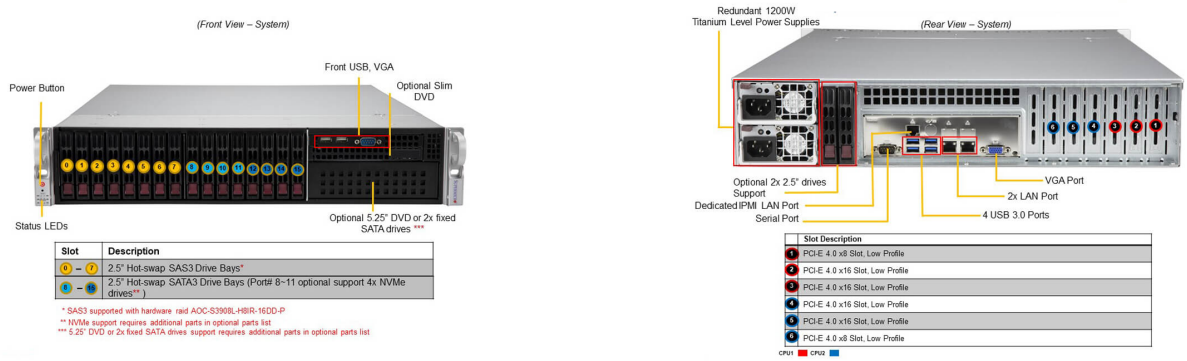 (Front View – System)
Front USB, VGA
Power Button
Optional Slim
DVD
0 1 2 3 4 5 6 7 8 9 10 11 12 13 14 15
Status LEDs
Optional 5.25" DVD or 2x fixed
SATA drives ***
Slot Description
0 – 7 2.5" Hot-swap SAS3 Drive Bays*
8 – 15 2.5" Hot-swap SATA3 Drive Bays (Port# 8~11 optional support 4x NVMe
drives** )
* SAS3 supported with hardware raid AOC-S3908L-H8IR-16DD-P
** NVMe support requires additional parts in optional parts list
*** 5.25" DVD or 2x fixed SATA drives support requires additional parts in optional parts list
Redundant 1200W
Titanium Level Power Supplies
(Rear View – System)
6 5 4 3 2 1
Optional 2x 2.5" drives
Support
Dedicated IPMI LAN Port
Serial Port
VGA Port
2x LAN Port
4 USB 3.0 Ports
Slot Description
1 PCI-E 4.0 x8 Slot, Low Profile
2 PCI-E 4.0 x16 Slot, Low Profile
3 PCI-E 4.0 x16 Slot, Low Profile
4 PCI-E 4.0 x16 Slot, Low Profile
5 PCI-E 4.0 x16 Slot, Low Profile
6 PCI-E 4.0 x8 Slot, Low Profile
CPU1 CPU2